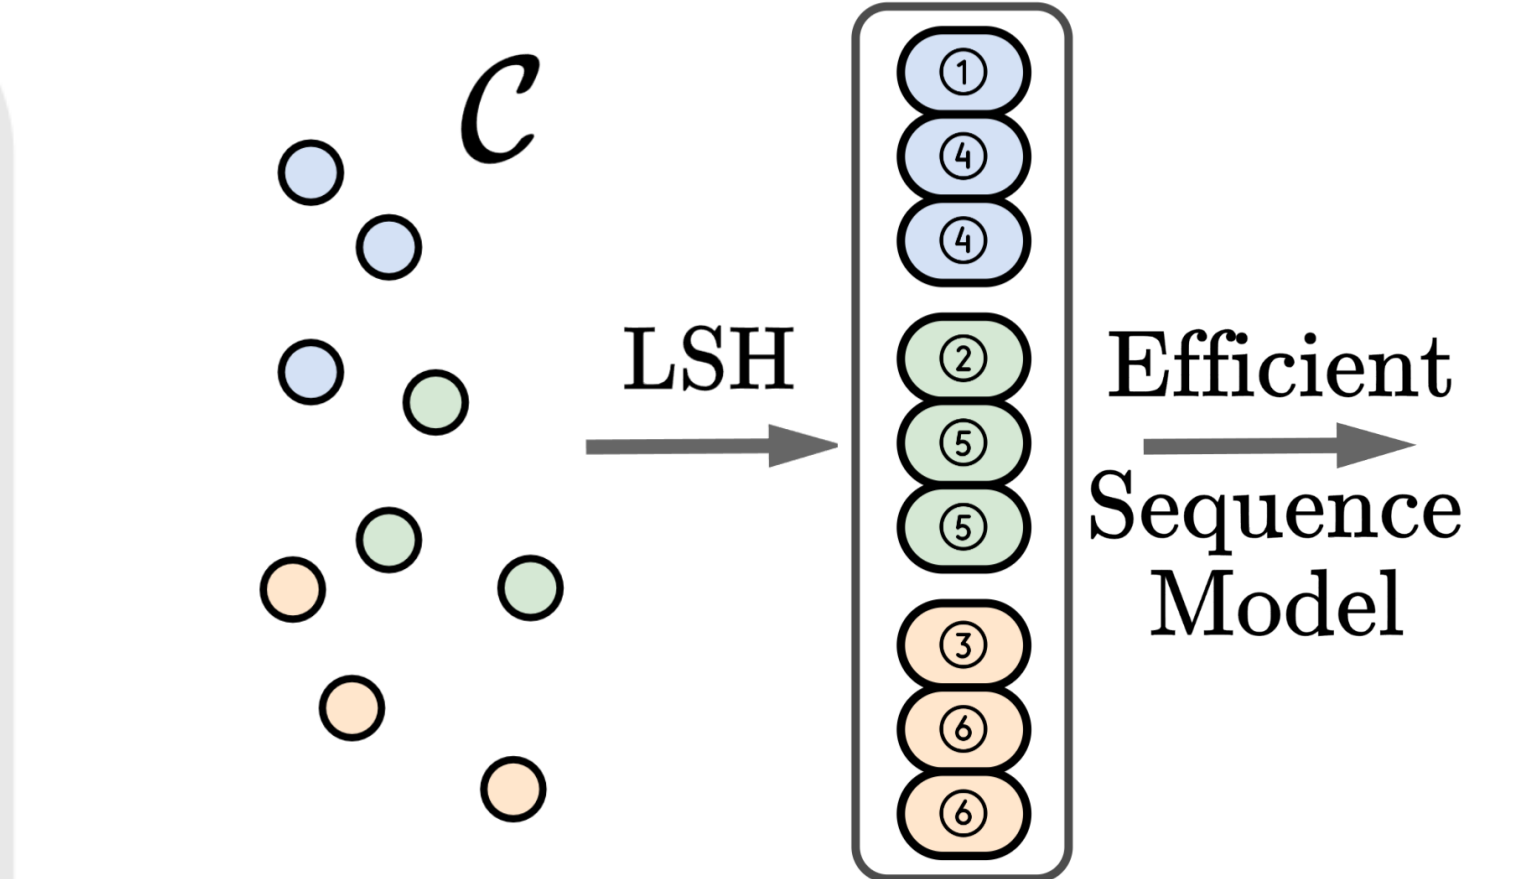 𝒞
LSH
①
④
④
②
⑤
⑤
③
⑥
⑥
Efficient
Sequence
Model